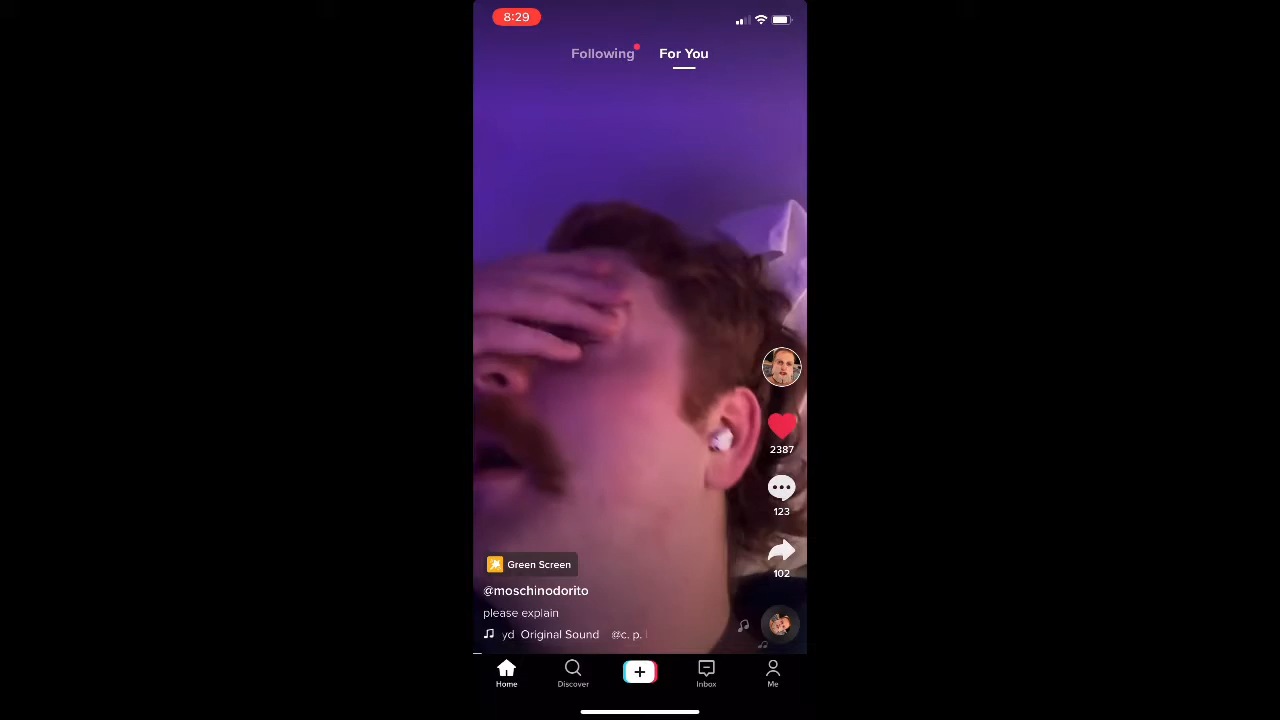 8:29
Following
For You
2387
123
102
Green Screen
@moschinodorito
please explain
yd Original Sound @c. p.
Home
Discover
Inbox
Me